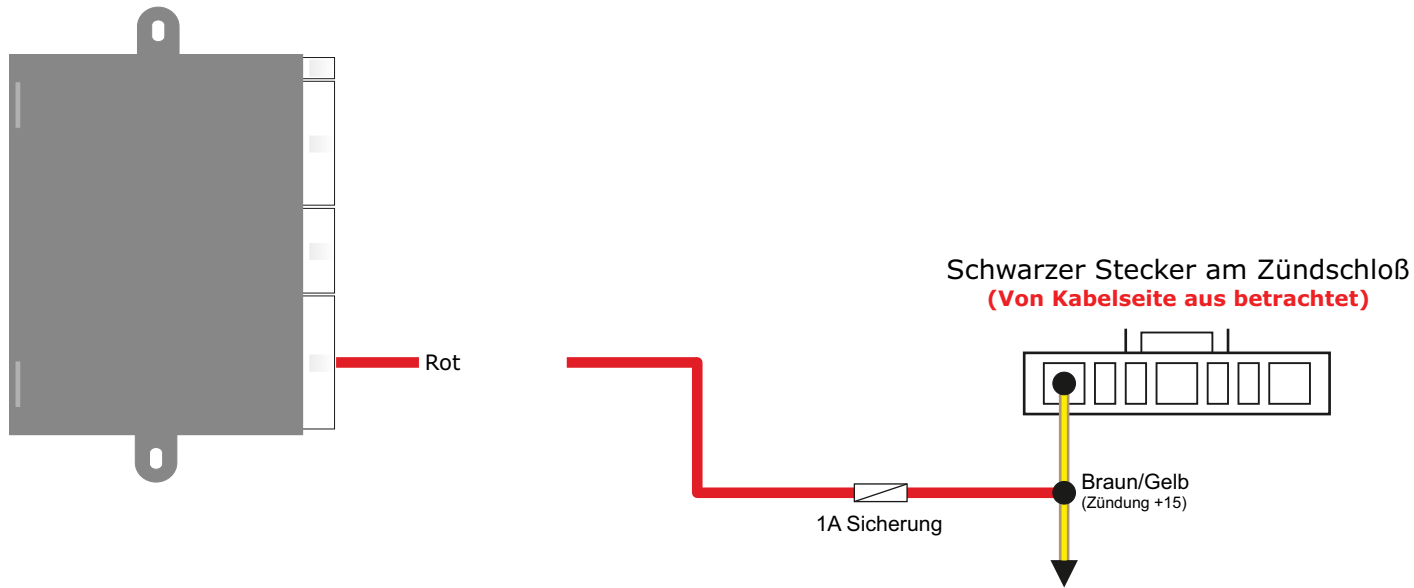 Schwarzer Stecker am Zündschloß
(Von Kabelseite aus betrachtet)
Rot
Braun/Gelb
(Zündung +15)
1A Sicherung